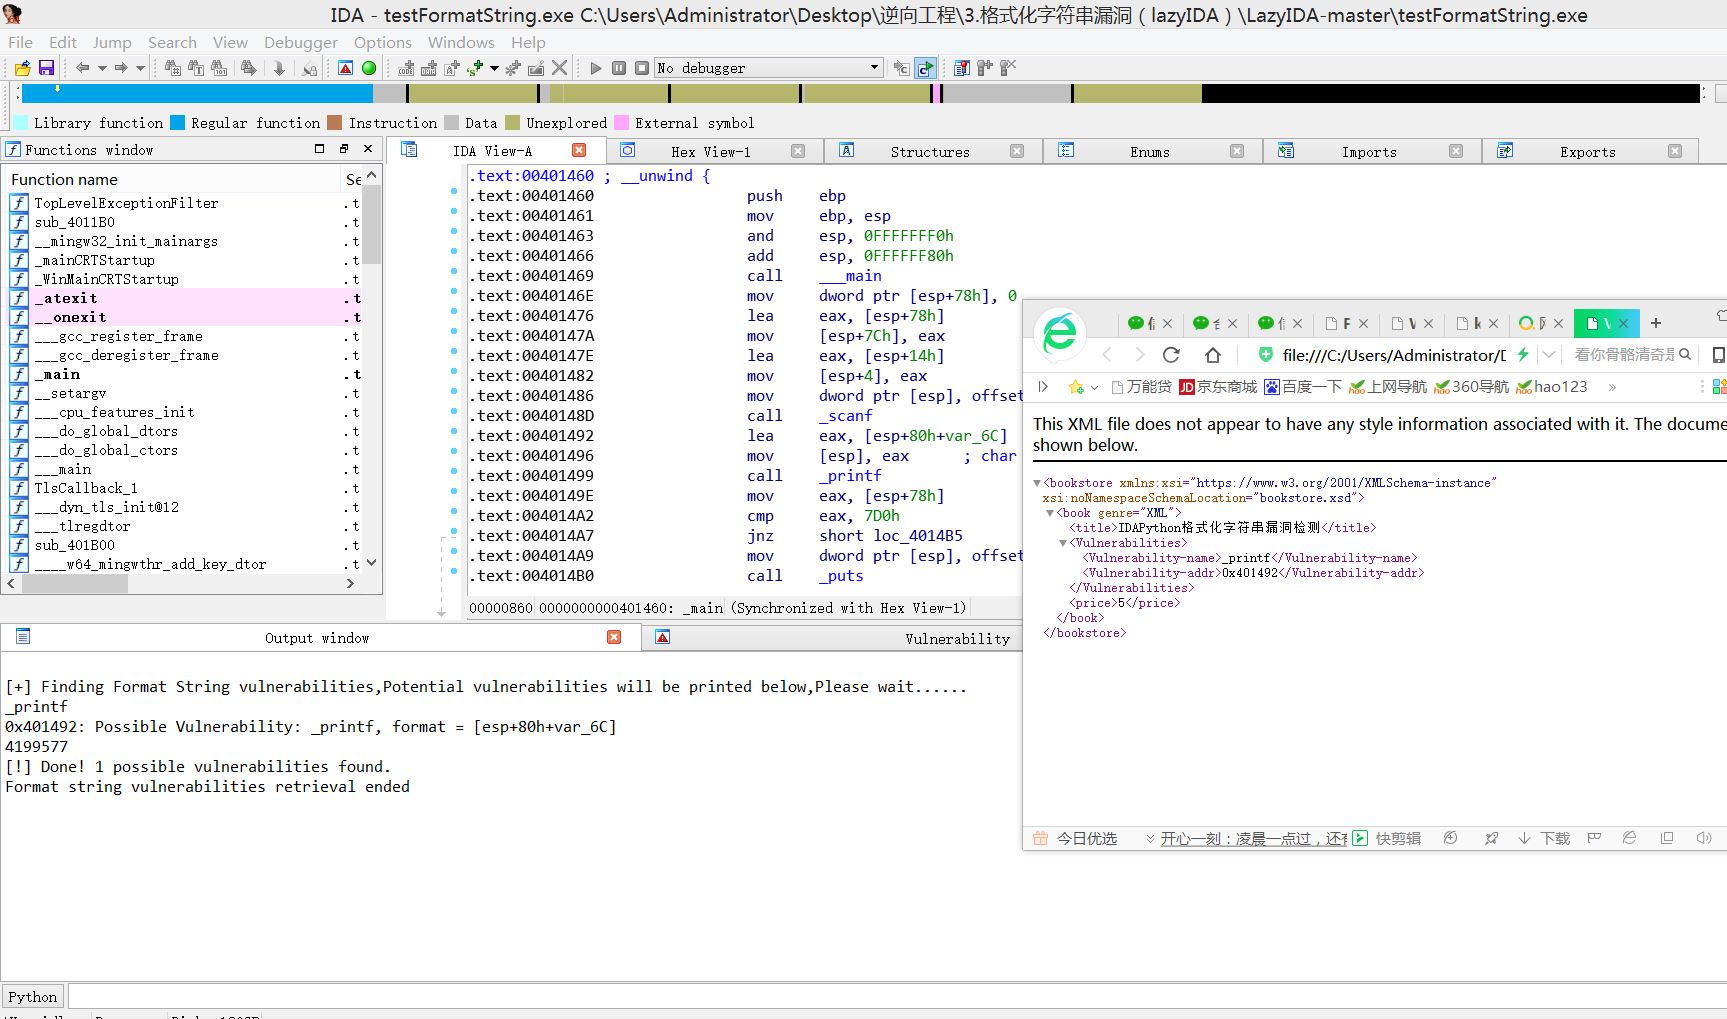 IDA - testFormatString.exe C:\Users\Administrator\Desktop\逆向工程\3.格式化字符串漏洞（lazyIDA）\LazyIDA-master\testFormatString.exe
File Edit Jump Search View Debugger Options Windows Help
No debugger
Library function Regular function Instruction Data Unexplored External symbol
Functions window
Function name Se
TopLevelExceptionFilter .t
sub_4011B0 .t
__mingw32_init_mainargs .t
_mainCRTStartup .t
_WinMainCRTStartup .t
_atexit .t
__onexit .t
___gcc_register_frame .t
___gcc_deregister_frame .t
_main .t
__setargv .t
___cpu_features_init .t
___do_global_dtors .t
___do_global_ctors .t
___main .t
TlsCallback_1 .t
___dyn_tls_init@12 .t
___tlregdtor .t
sub_401B00 .t
____w64_mingwthr_add_key_dtor .t
IDA View-A Hex View-1 Structures Enums Imports Exports
.text:00401460 ; __unwind {
.text:00401460 push ebp
.text:00401461 mov ebp, esp
.text:00401463 and esp, 0FFFFFFF0h
.text:00401466 add esp, 0FFFFFF80h
.text:00401469 call ___main
.text:0040146E mov dword ptr [esp+78h], 0
.text:00401476 lea eax, [esp+78h]
.text:0040147A mov [esp+7Ch], eax
.text:0040147E lea eax, [esp+14h]
.text:00401482 mov [esp+4], eax
.text:00401486 mov dword ptr [esp], offset
.text:0040148D call _scanf
.text:00401492 lea eax, [esp+80h+var_6C]
.text:00401496 mov [esp], eax ; char
.text:00401499 call _printf
.text:0040149E mov eax, [esp+78h]
.text:004014A2 cmp eax, 7D0h
.text:004014A7 jnz short loc_4014B5
.text:004014A9 mov dword ptr [esp], offset
.text:004014B0 call _puts
00000860 0000000000401460: _main (Synchronized with Hex View-1)
file:///C:/Users/Administrator/D
看你骨骼清奇是
万能贷 JD 京东商城 百度一下 上网导航 360导航 hao123 »
This XML file does not appear to have any style information associated with it. The docume
shown below.
<bookstore xmlns:xsi="https://www.w3.org/2001/XMLSchema-instance"
xsi:noNamespaceSchemaLocation="bookstore.xsd">
<book genre="XML">
<title>IDAPython格式化字符串漏洞检测</title>
<Vulnerabilities>
<Vulnerability-name>_printf</Vulnerability-name>
<Vulnerability-addr>0x401492</Vulnerability-addr>
</Vulnerabilities>
<price>5</price>
</book>
</bookstore>
今日优选 开心一刻：凌晨一点过，还有 快剪辑 下载
Output window Vulnerability
[+] Finding Format String vulnerabilities,Potential vulnerabilities will be printed below,Please wait......
_printf
0x401492: Possible Vulnerability: _printf, format = [esp+80h+var_6C]
4199577
[!] Done! 1 possible vulnerabilities found.
Format string vulnerabilities retrieval ended
Python